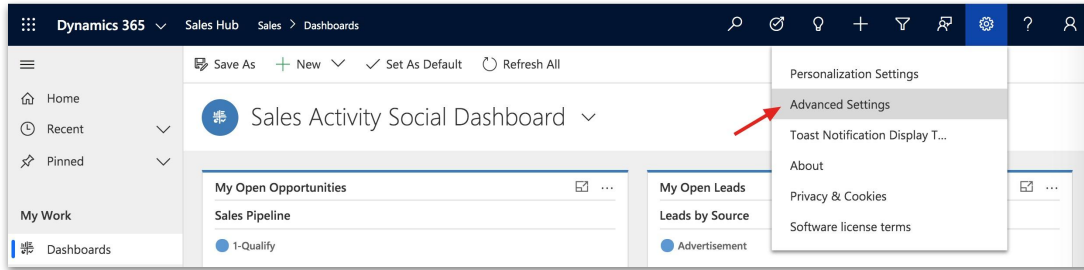 Dynamics 365 Sales Hub Sales > Dashboards ?
Save As + New Set As Default Refresh All
Home
Recent
Pinned
My Work
Dashboards
Sales Activity Social Dashboard
My Open Opportunities ...
Sales Pipeline
1-Qualify
My Open Leads ...
Leads by Source
Advertisement
Personalization Settings
Advanced Settings
Toast Notification Display T...
About
Privacy & Cookies
Software license terms